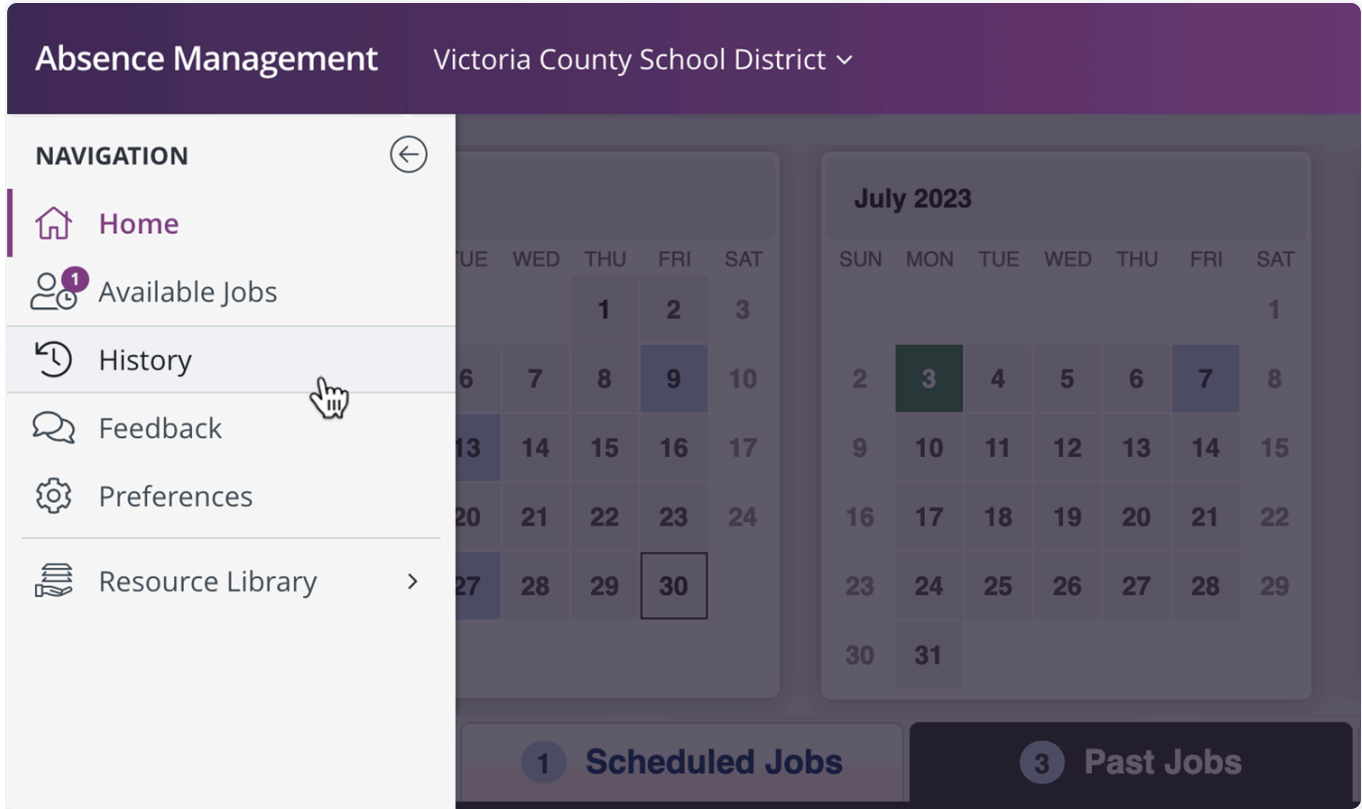 Absence Management
Victoria County School District
NAVIGATION
Home
1
Available Jobs
History
Feedback
Preferences
Resource Library
UE WED THU FRI SAT
1 2 3
6 7 8 9 10
13 14 15 16 17
20 21 22 23 24
27 28 29 30
July 2023
SUN MON TUE WED THU FRI SAT
1
2 3 4 5 6 7 8
9 10 11 12 13 14 15
16 17 18 19 20 21 22
23 24 25 26 27 28 29
30 31
1 Scheduled Jobs
3 Past Jobs